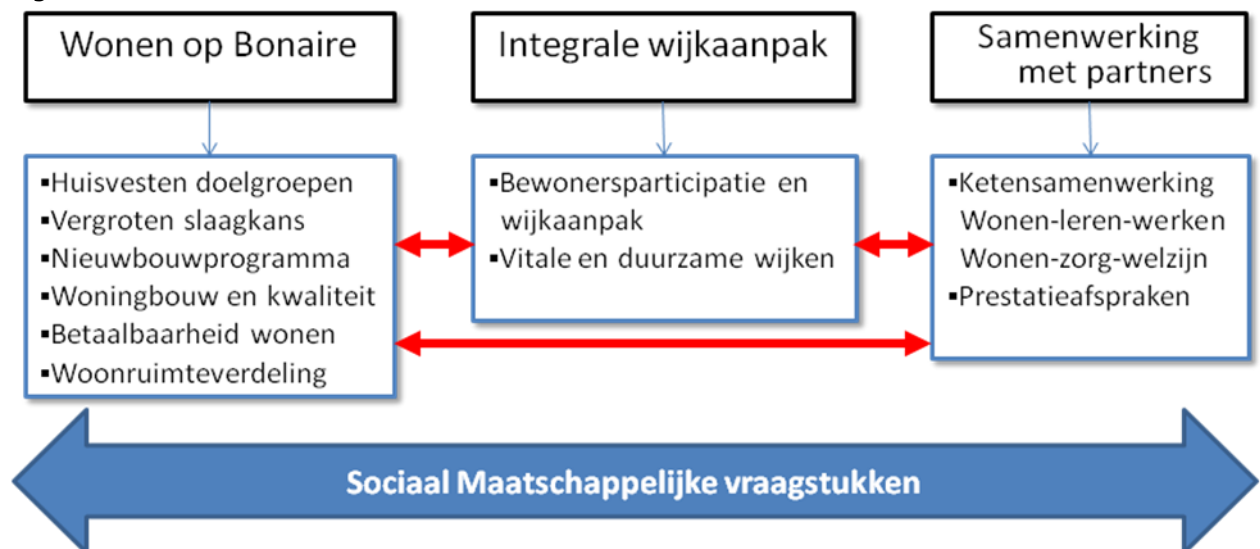 Wonen op Bonaire
▪Huisvesten doelgroepen
▪Vergroten slaagkans
▪Nieuwbouwprogramma
▪Woningbouw en kwaliteit
▪Betaalbaarheid wonen
▪Woonruimteverdeling
Integrale wijkaanpak
▪Bewonersparticipatie en
wijkaanpak
▪Vitale en duurzame wijken
Samenwerking
met partners
▪Ketensamenwerking
Wonen-leren-werken
Wonen-zorg-welzijn
▪Prestatieafspraken
Sociaal Maatschappelijke vraagstukken